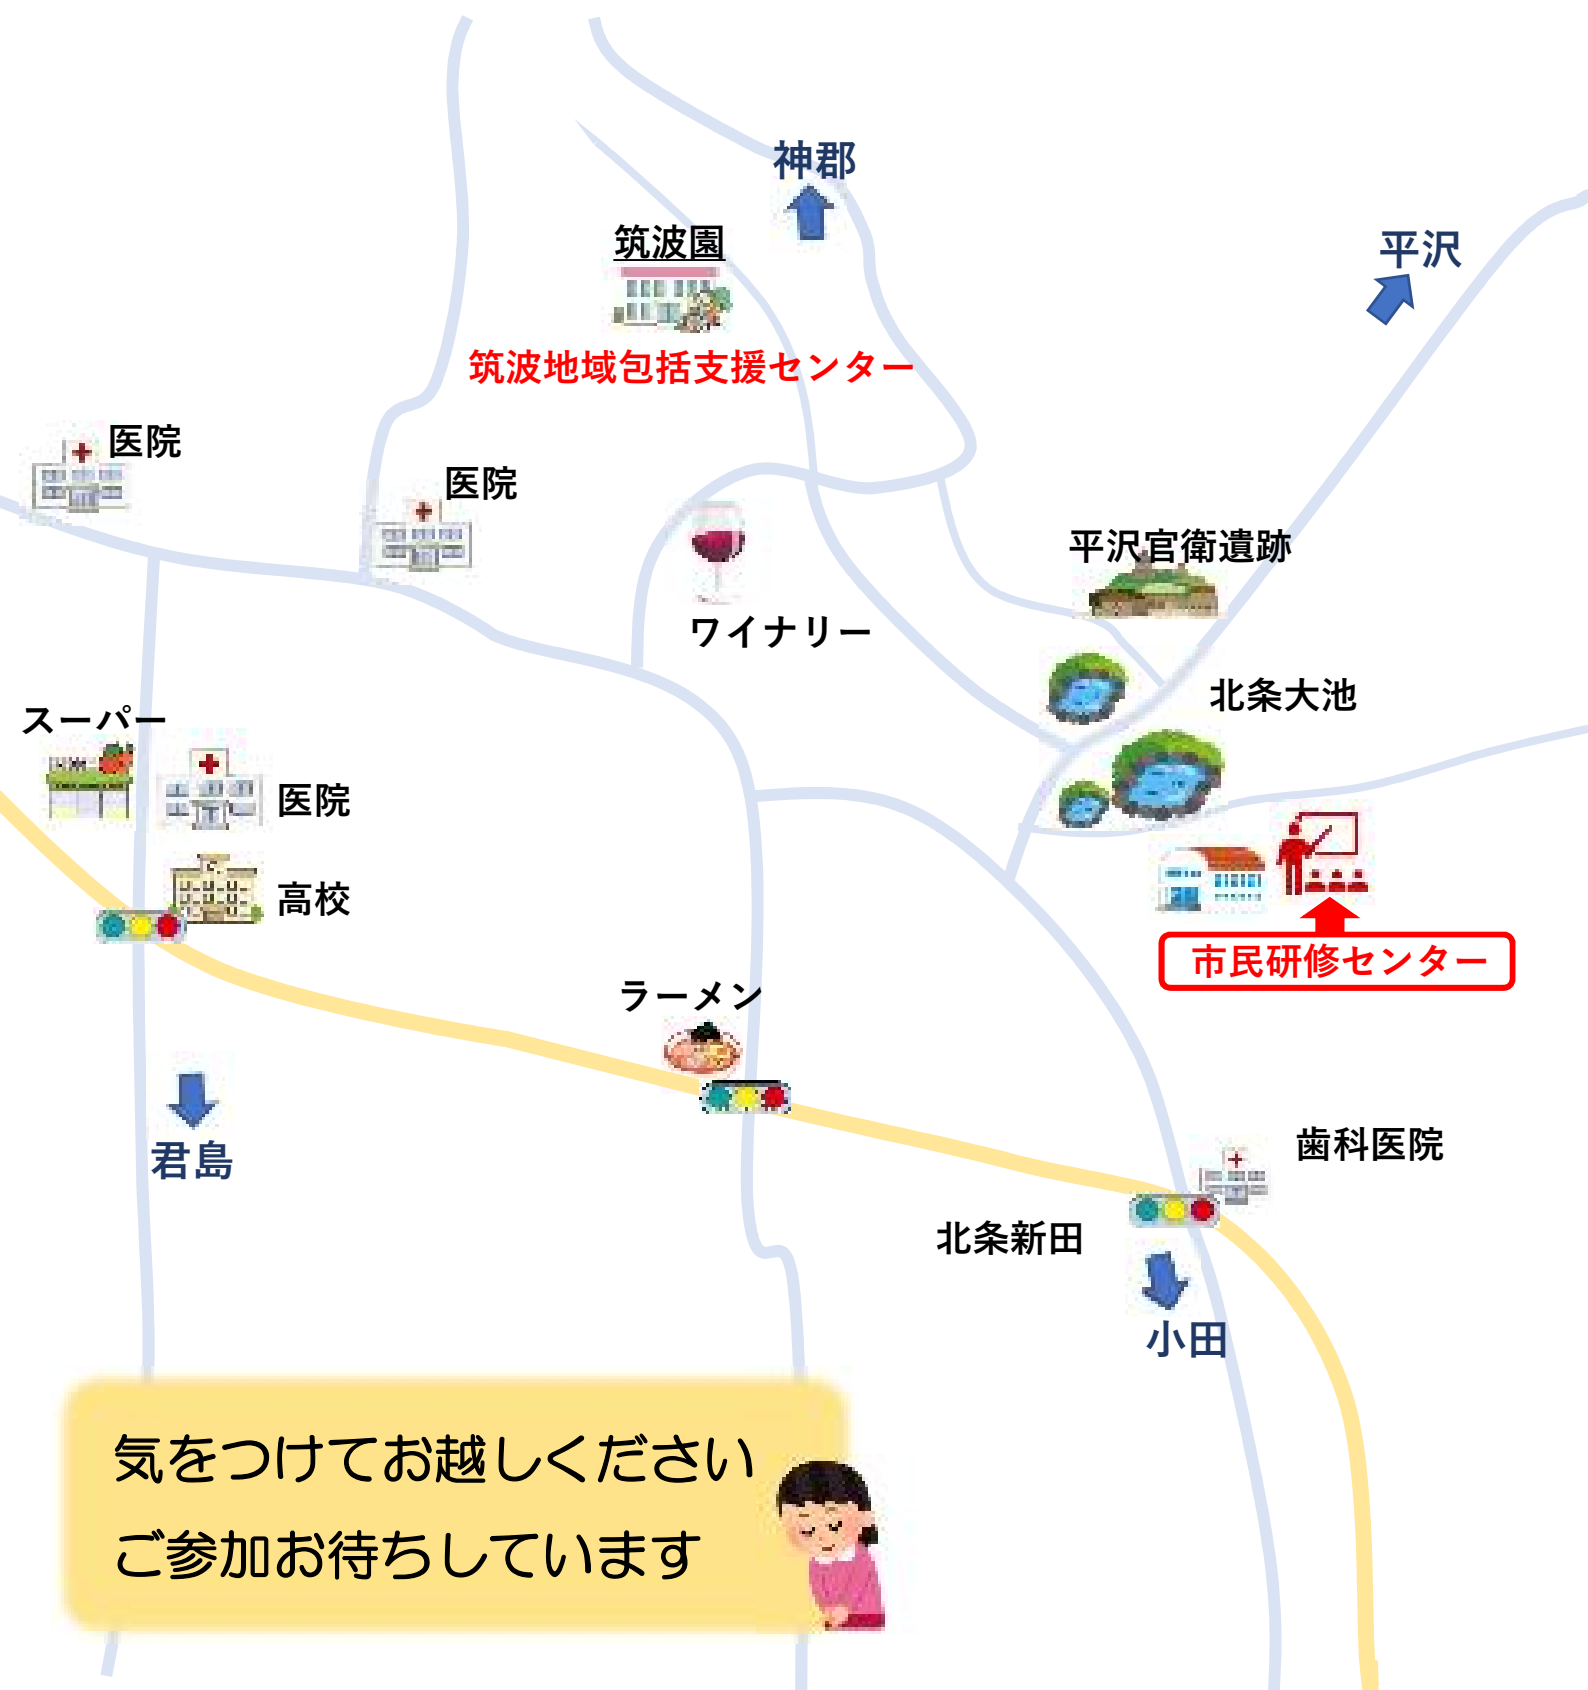 神郡
筑波園
平沢
筑波地域包括支援センター
医院
医院
平沢官衛遺跡
ワイナリー
北条大池
スーパー
医院
高校
市民研修センター
ラーメン
君島
歯科医院
北条新田
小田
気をつけてお越しください
ご参加お待ちしています